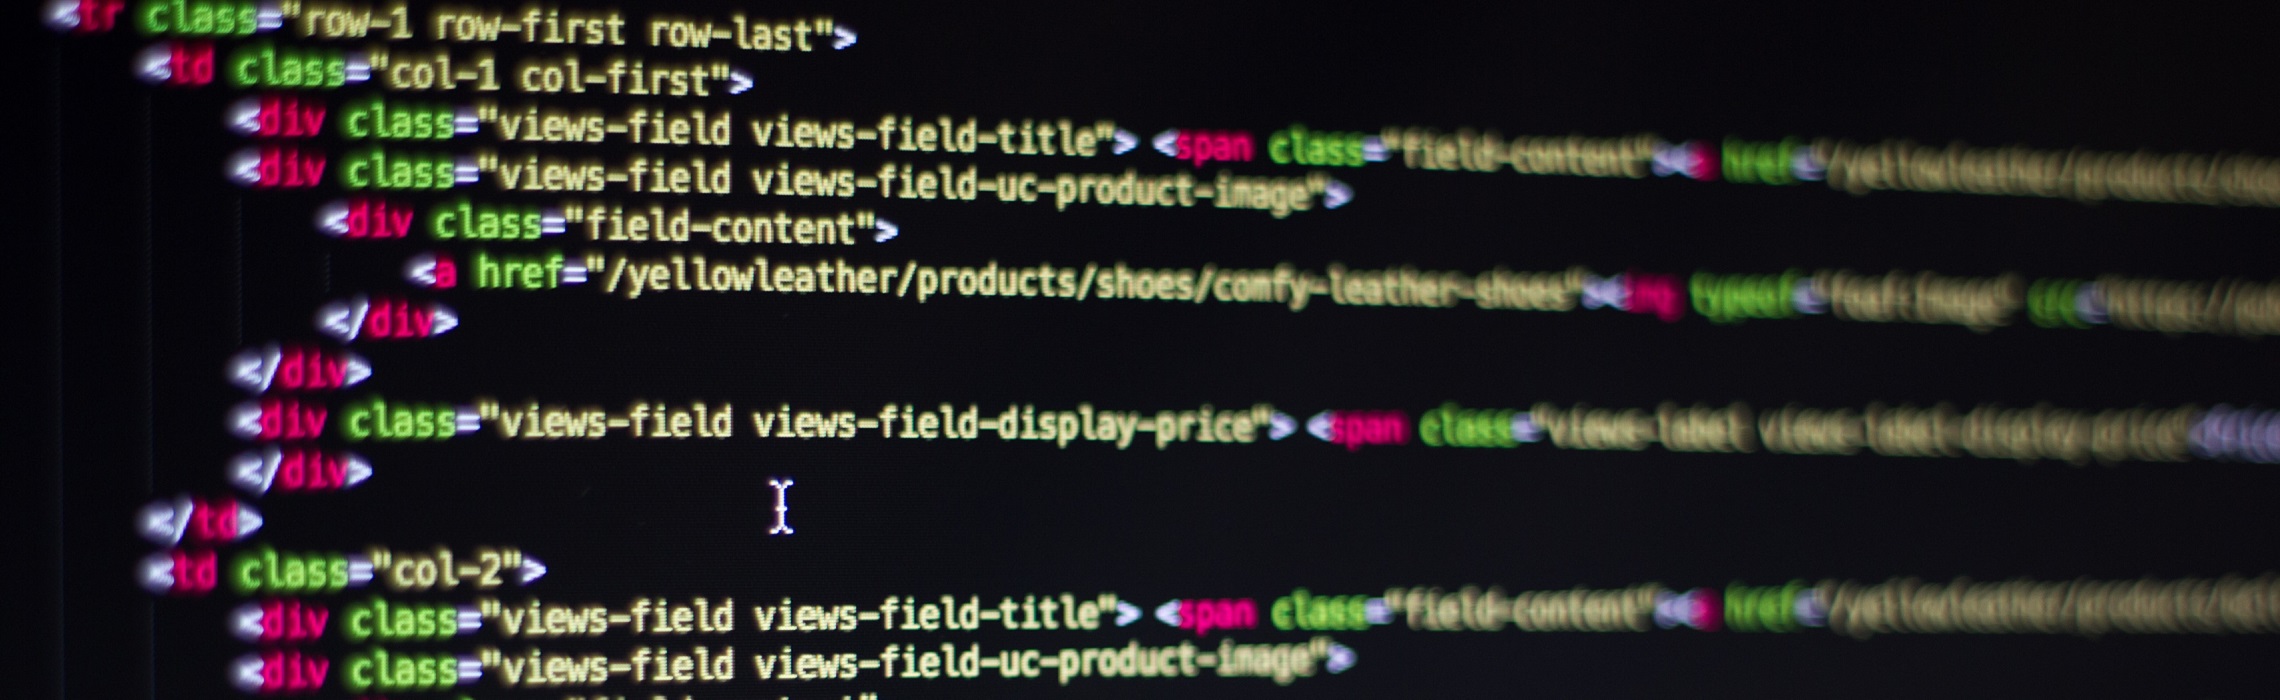 <tr class="row-1 row-first row-last">
<td class="col-1 col-first">
<div class="views-field views-field-title"> <span class="field-content"><a href="/yellowleather/products/
<div class="views-field views-field-uc-product-image">
<div class="field-content">
<a href="/yellowleather/products/shoes/comfy-leather-shoes"><img typeof="foaf:Image"
</div>
</div>
<div class="views-field views-field-display-price"> <span class="views-label views-label-display-price">
</div>
</td>
<td class="col-2">
<div class="views-field views-field-title"> <span class="field-content"><a href="/yellowleather/products/
<div class="views-field views-field-uc-product-image">